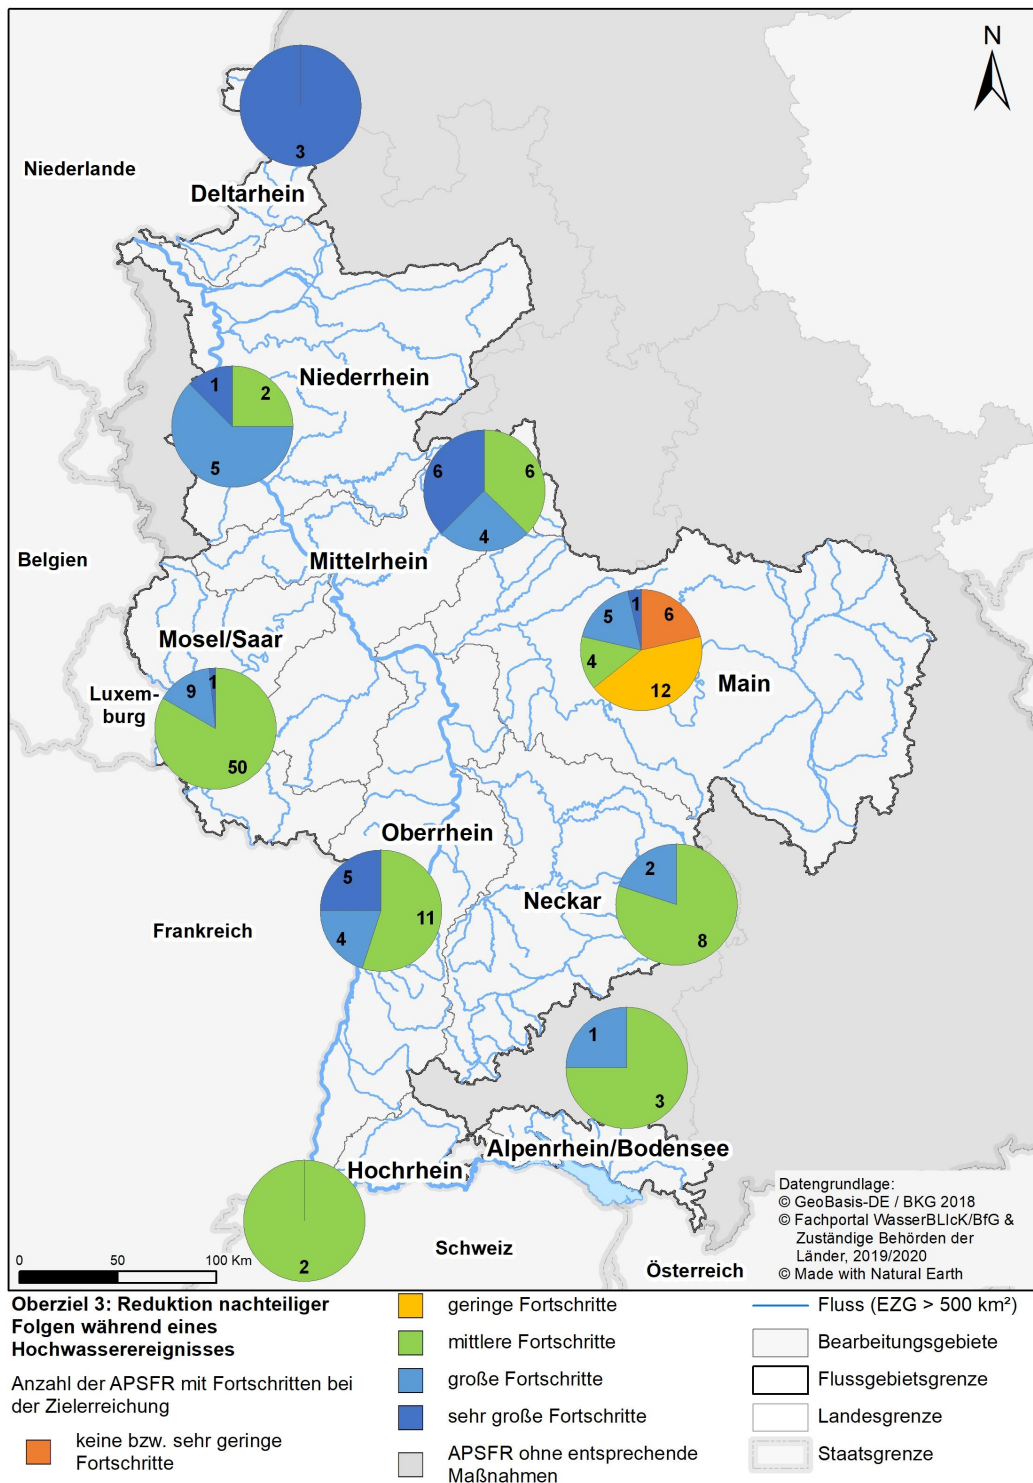 N
3
Niederlande
Deltarhein
Niederrhein
1
2
5
6
6
4
Mittelrhein
Belgien
Mosel/Saar
5
1
6
4
12
Main
Luxem-
burg
9
1
50
Oberrhein
5
11
4
Neckar
2
8
Frankreich
1
3
Alpenrhein/Bodensee
Hochrhein
2
Schweiz
Österreich
Datengrundlage:
© GeoBasis-DE / BKG 2018
© Fachportal WasserBLIcK/BfG &
Zuständige Behörden der
Länder, 2019/2020
© Made with Natural Earth
0 50 100 Km
Oberziel 3: Reduktion nachteiliger
Folgen während eines
Hochwasserereignisses
Anzahl der APSFR mit Fortschritten bei
der Zielerreichung
keine bzw. sehr geringe
Fortschritte
geringe Fortschritte
mittlere Fortschritte
große Fortschritte
sehr große Fortschritte
APSFR ohne entsprechende
Maßnahmen
Fluss (EZG > 500 km²)
Bearbeitungsgebiete
Flussgebietsgrenze
Landesgrenze
Staatsgrenze